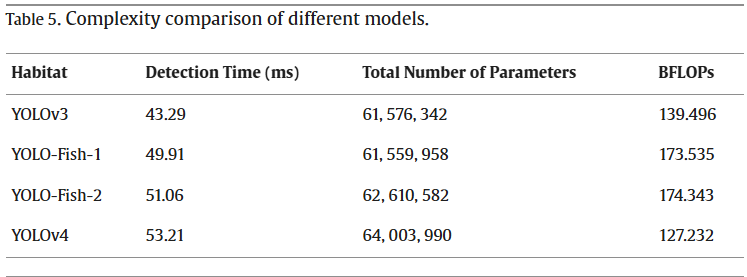 Table 5. Complexity comparison of different models.
Habitat Detection Time (ms) Total Number of Parameters BFLOPs
YOLOv3 43.29 61, 576, 342 139.496
YOLO-Fish-1 49.91 61, 559, 958 173.535
YOLO-Fish-2 51.06 62, 610, 582 174.343
YOLOv4 53.21 64, 003, 990 127.232